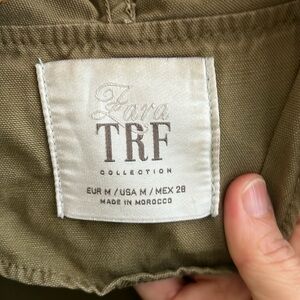 Zara
TRF
COLLECTION
EUR M / USA M / MEX 28
MADE IN MOROCCO